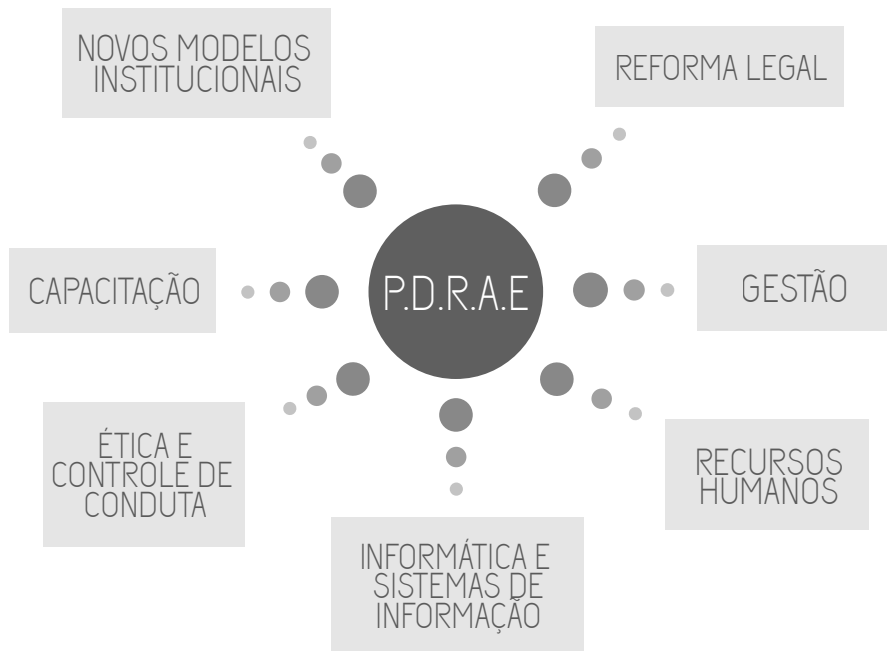 NOVOS MODELOS
INSTITUCIONAIS
REFORMA LEGAL
CAPACITAÇÃO
P.D.R.A.E
GESTÃO
ÉTICA E
CONTROLE DE
CONDUTA
RECURSOS
HUMANOS
INFORMÁTICA E
SISTEMAS DE
INFORMAÇÃO